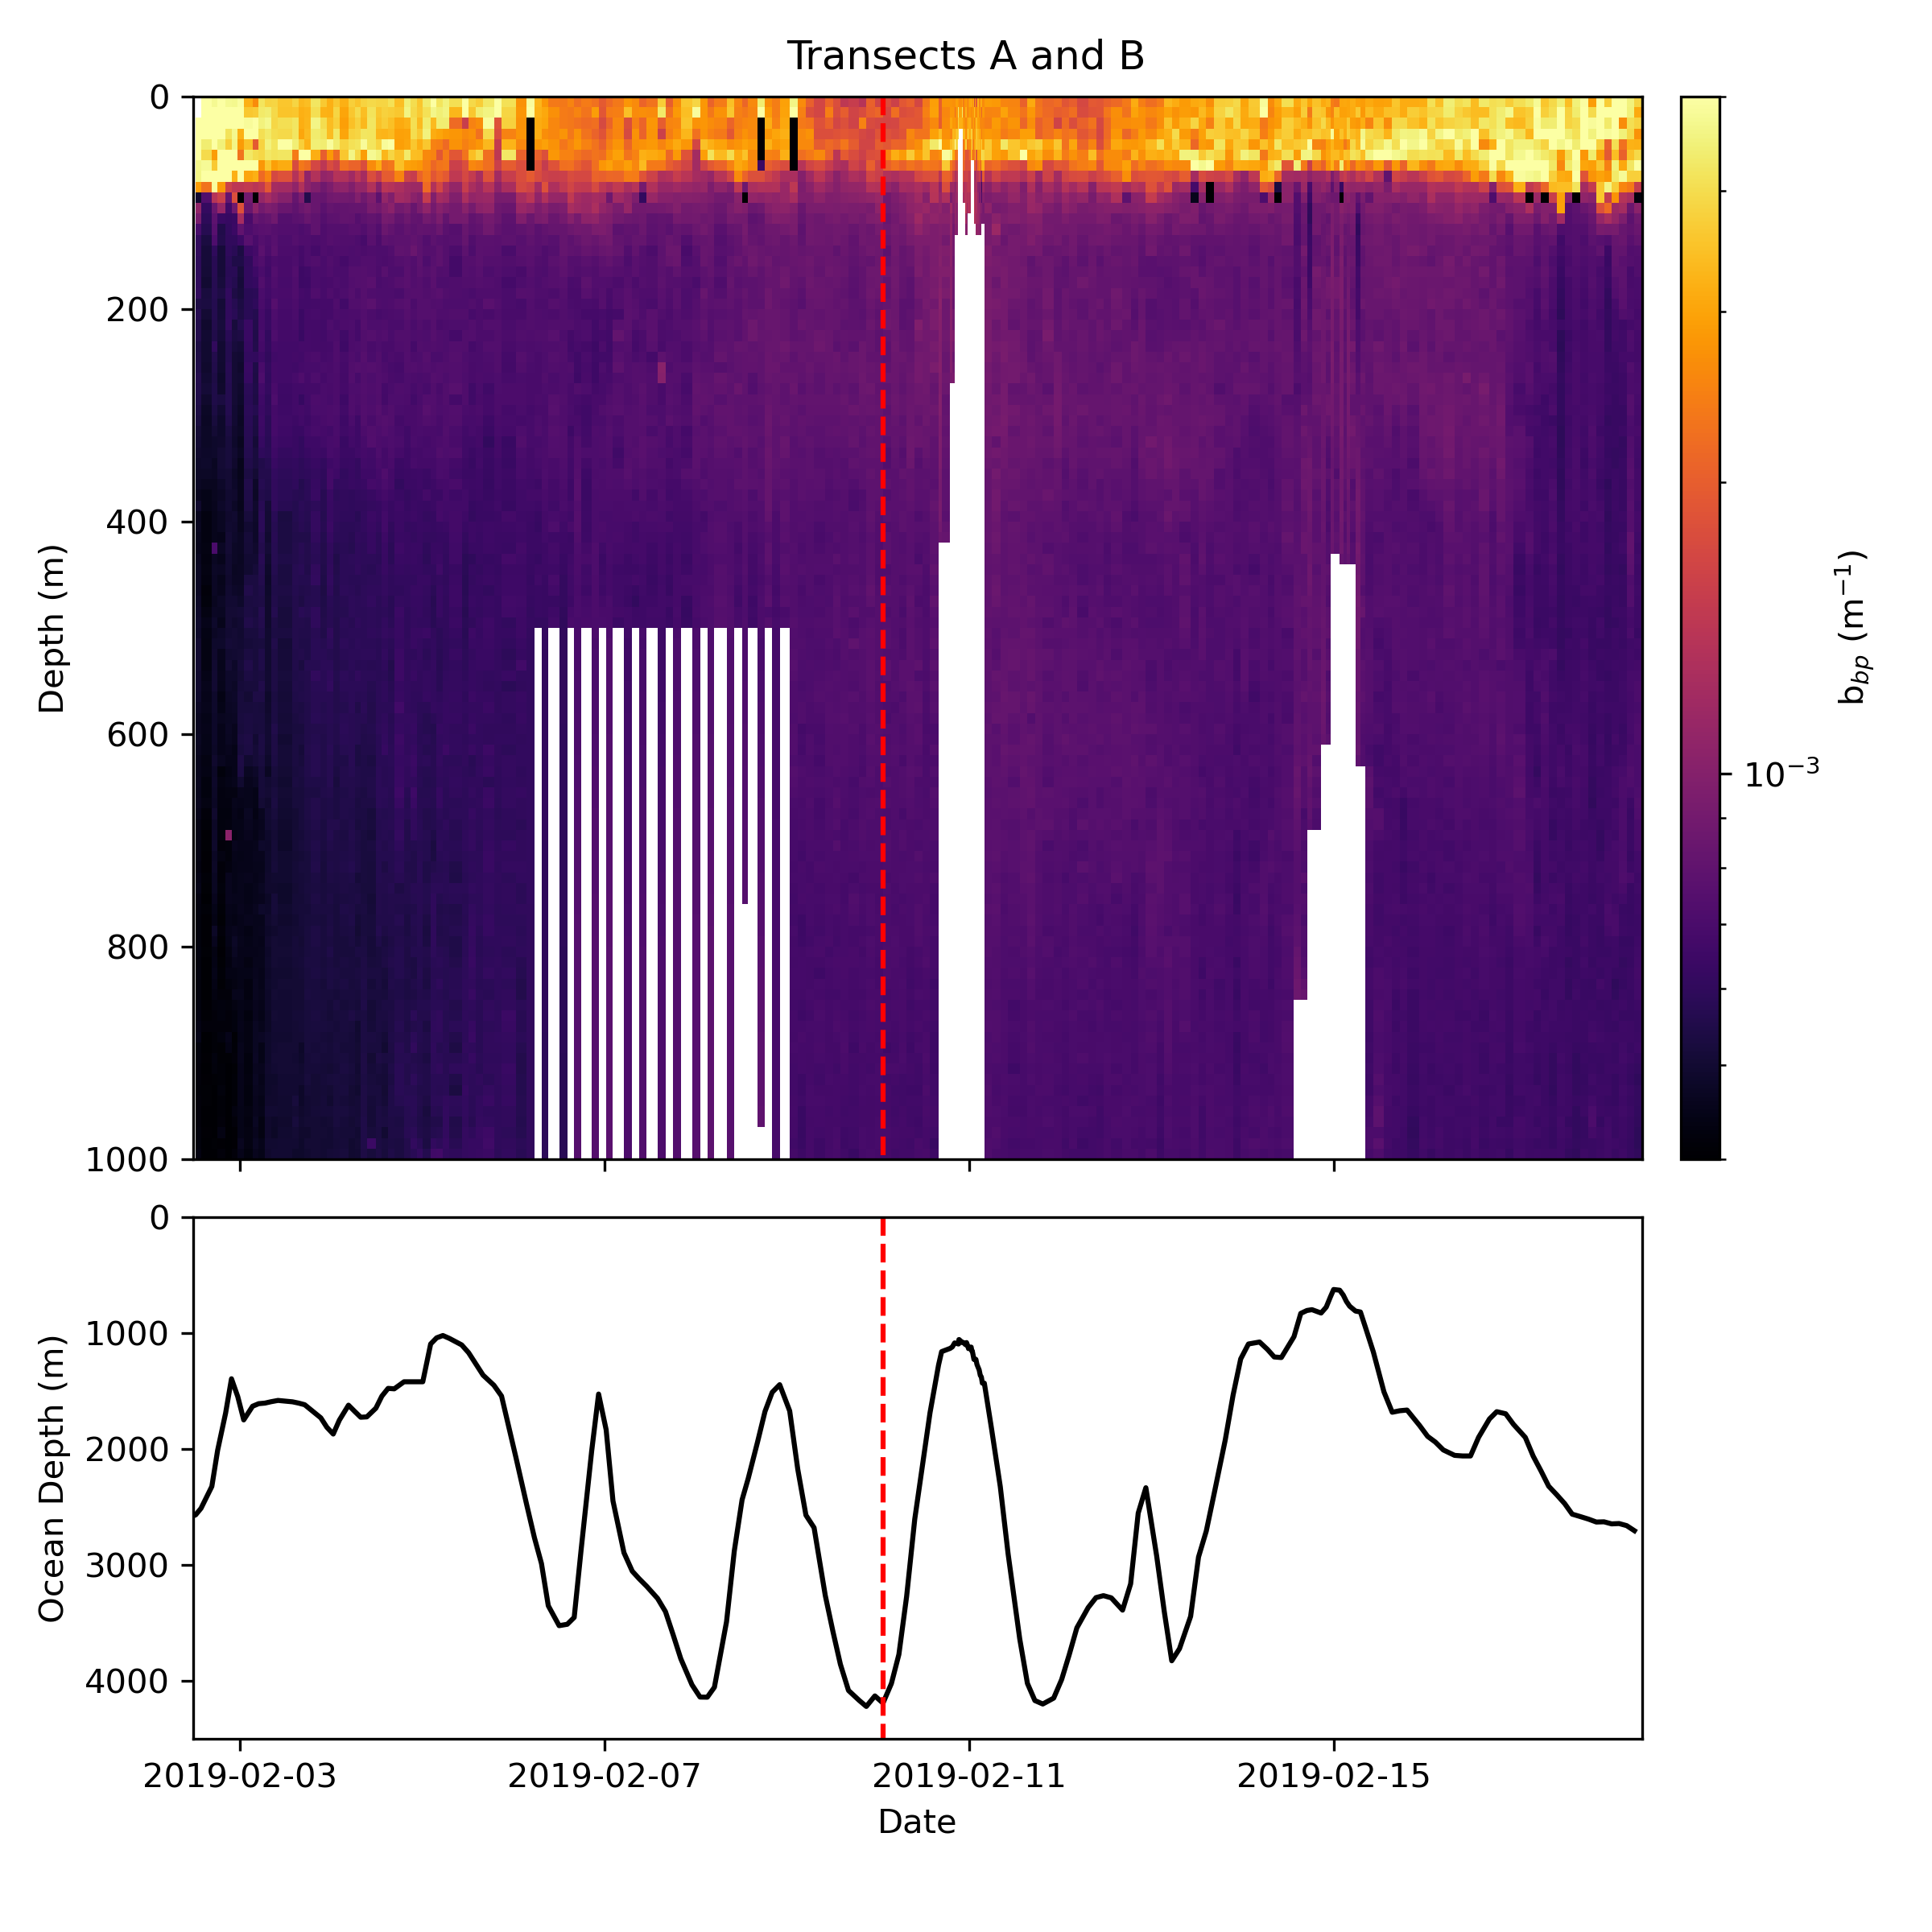 Transects A and B
0
200
400
600
800
1000
Depth (m)
10⁻³
b_bp (m⁻¹)
0
1000
2000
3000
4000
Ocean Depth (m)
2019-02-03 2019-02-07 2019-02-11 2019-02-15
Date